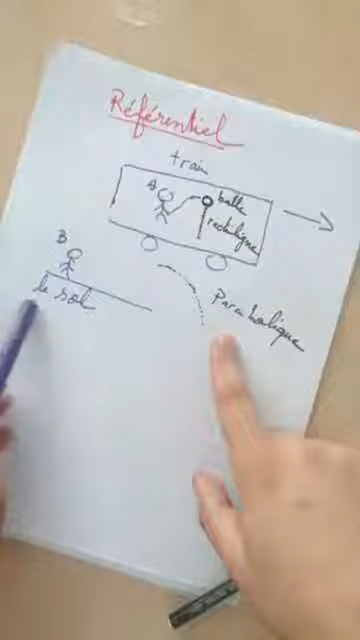 Référentiel
train
A
balle
rectiligne
B
le sol
Parabolique